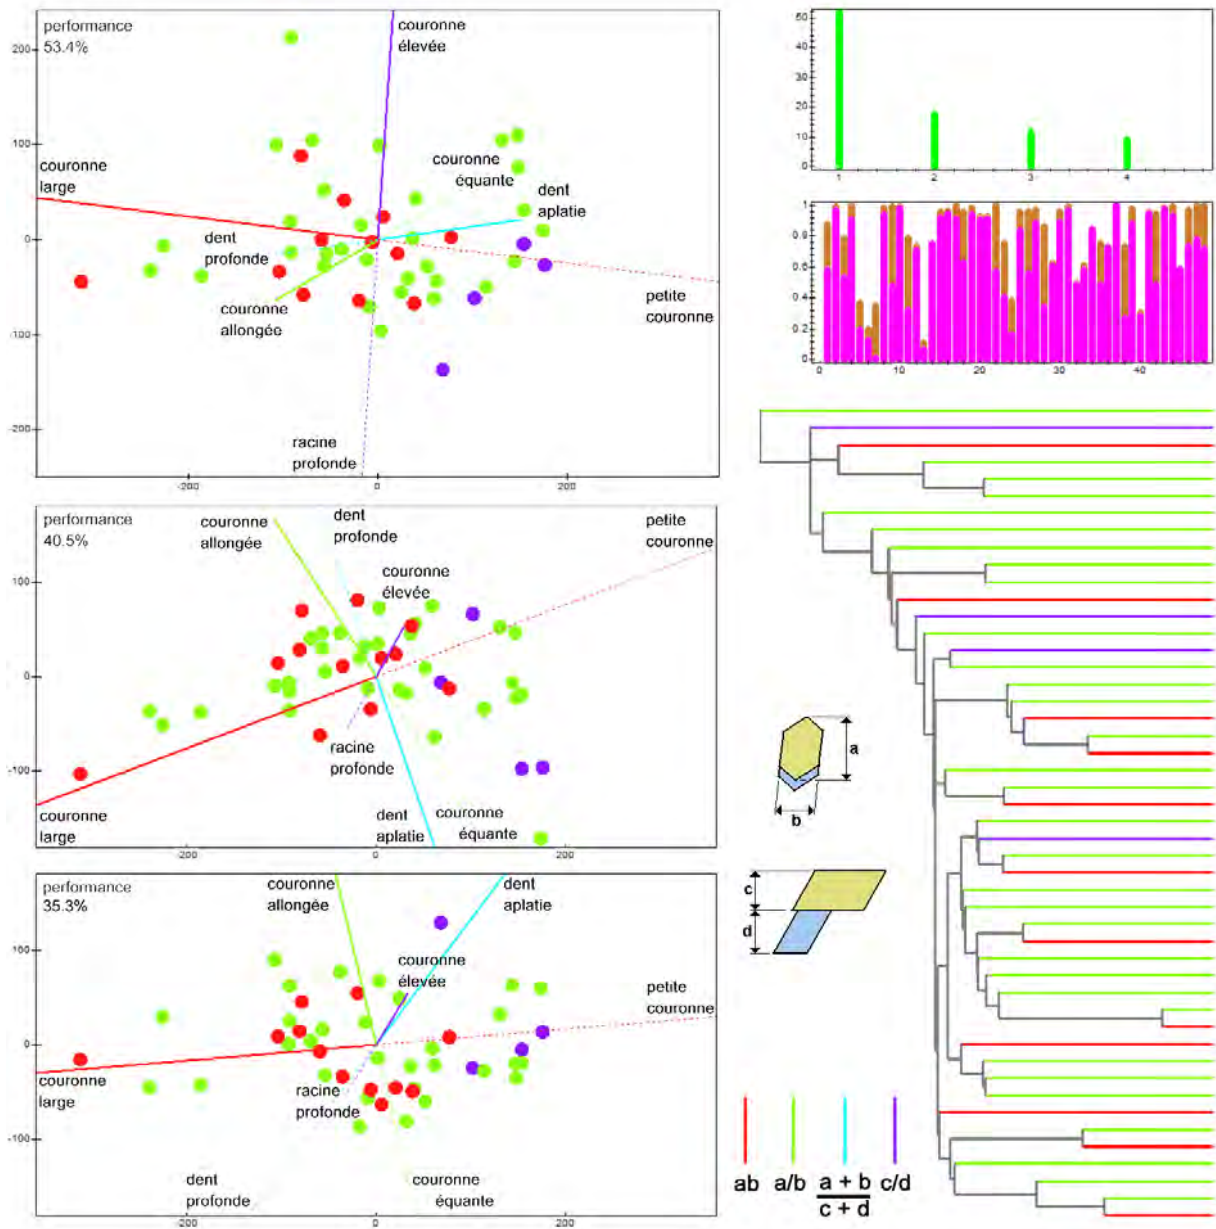 performance
53.4%
couronne
élevée
couronne
large
couronne
équante
dent
aplatie
dent
profonde
couronne
allongée
petite
couronne
racine
profonde
200
100
0
-100
-200
-200
0
200
performance
40.5%
couronne
allongée
dent
profonde
couronne
élevée
petite
couronne
racine
profonde
couronne
large
dent
aplatie
couronne
équante
100
0
-100
-200
0
200
performance
35.3%
couronne
allongée
dent
aplatie
couronne
élevée
petite
couronne
couronne
large
racine
profonde
dent
profonde
couronne
équante
100
0
-100
-200
0
200
50
40
30
20
10
0
1
2
3
4
1
0.8
0.6
0.4
0.2
0
0
10
20
30
40
a
b
c
d
ab
a/b
a + b
c + d
c/d